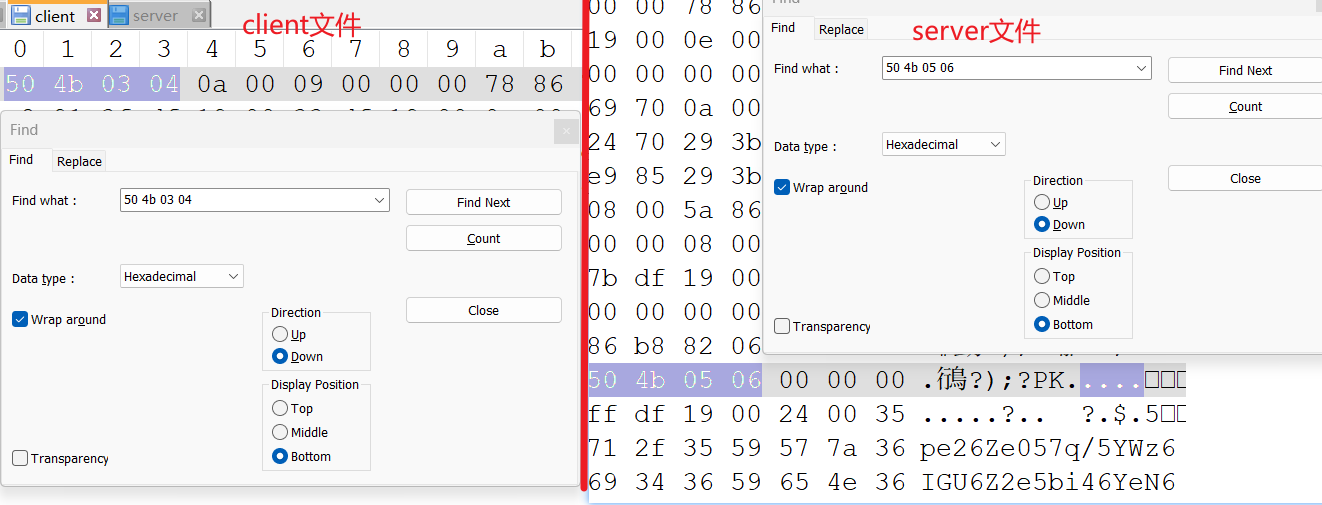 client server
client文件
0 1 2 3 4 5 6 7 8 9 a b
50 4b 03 04 0a 00 09 00 00 00 78 86
Find
Find Replace
Find what : 50 4b 03 04
Find Next
Count
Data type : Hexadecimal
Close
Wrap around
Direction
Up
Down
Display Position
Top
Middle
Bottom
Transparency
server文件
00 00 78 86
19 00 0e 00
00 00 00 00
69 70 0a 00
24 70 29 3b
e9 85 29 3b
08 00 5a 86
00 00 08 00
7b df 19 00
00 00 00 00
86 b8 82 06
50 4b 05 06 00 00 00 .鴴?);?PK.....
ff df 19 00 24 00 35 .....?.. ?.$.5
71 2f 35 59 57 7a 36 pe26Ze057q/5YWz6
69 34 36 59 65 4e 36 IGU6Z2e5bi46YeN6
Find
Find Replace
Find what : 50 4b 05 06
Find Next
Count
Data type : Hexadecimal
Close
Wrap around
Direction
Up
Down
Display Position
Top
Middle
Bottom
Transparency